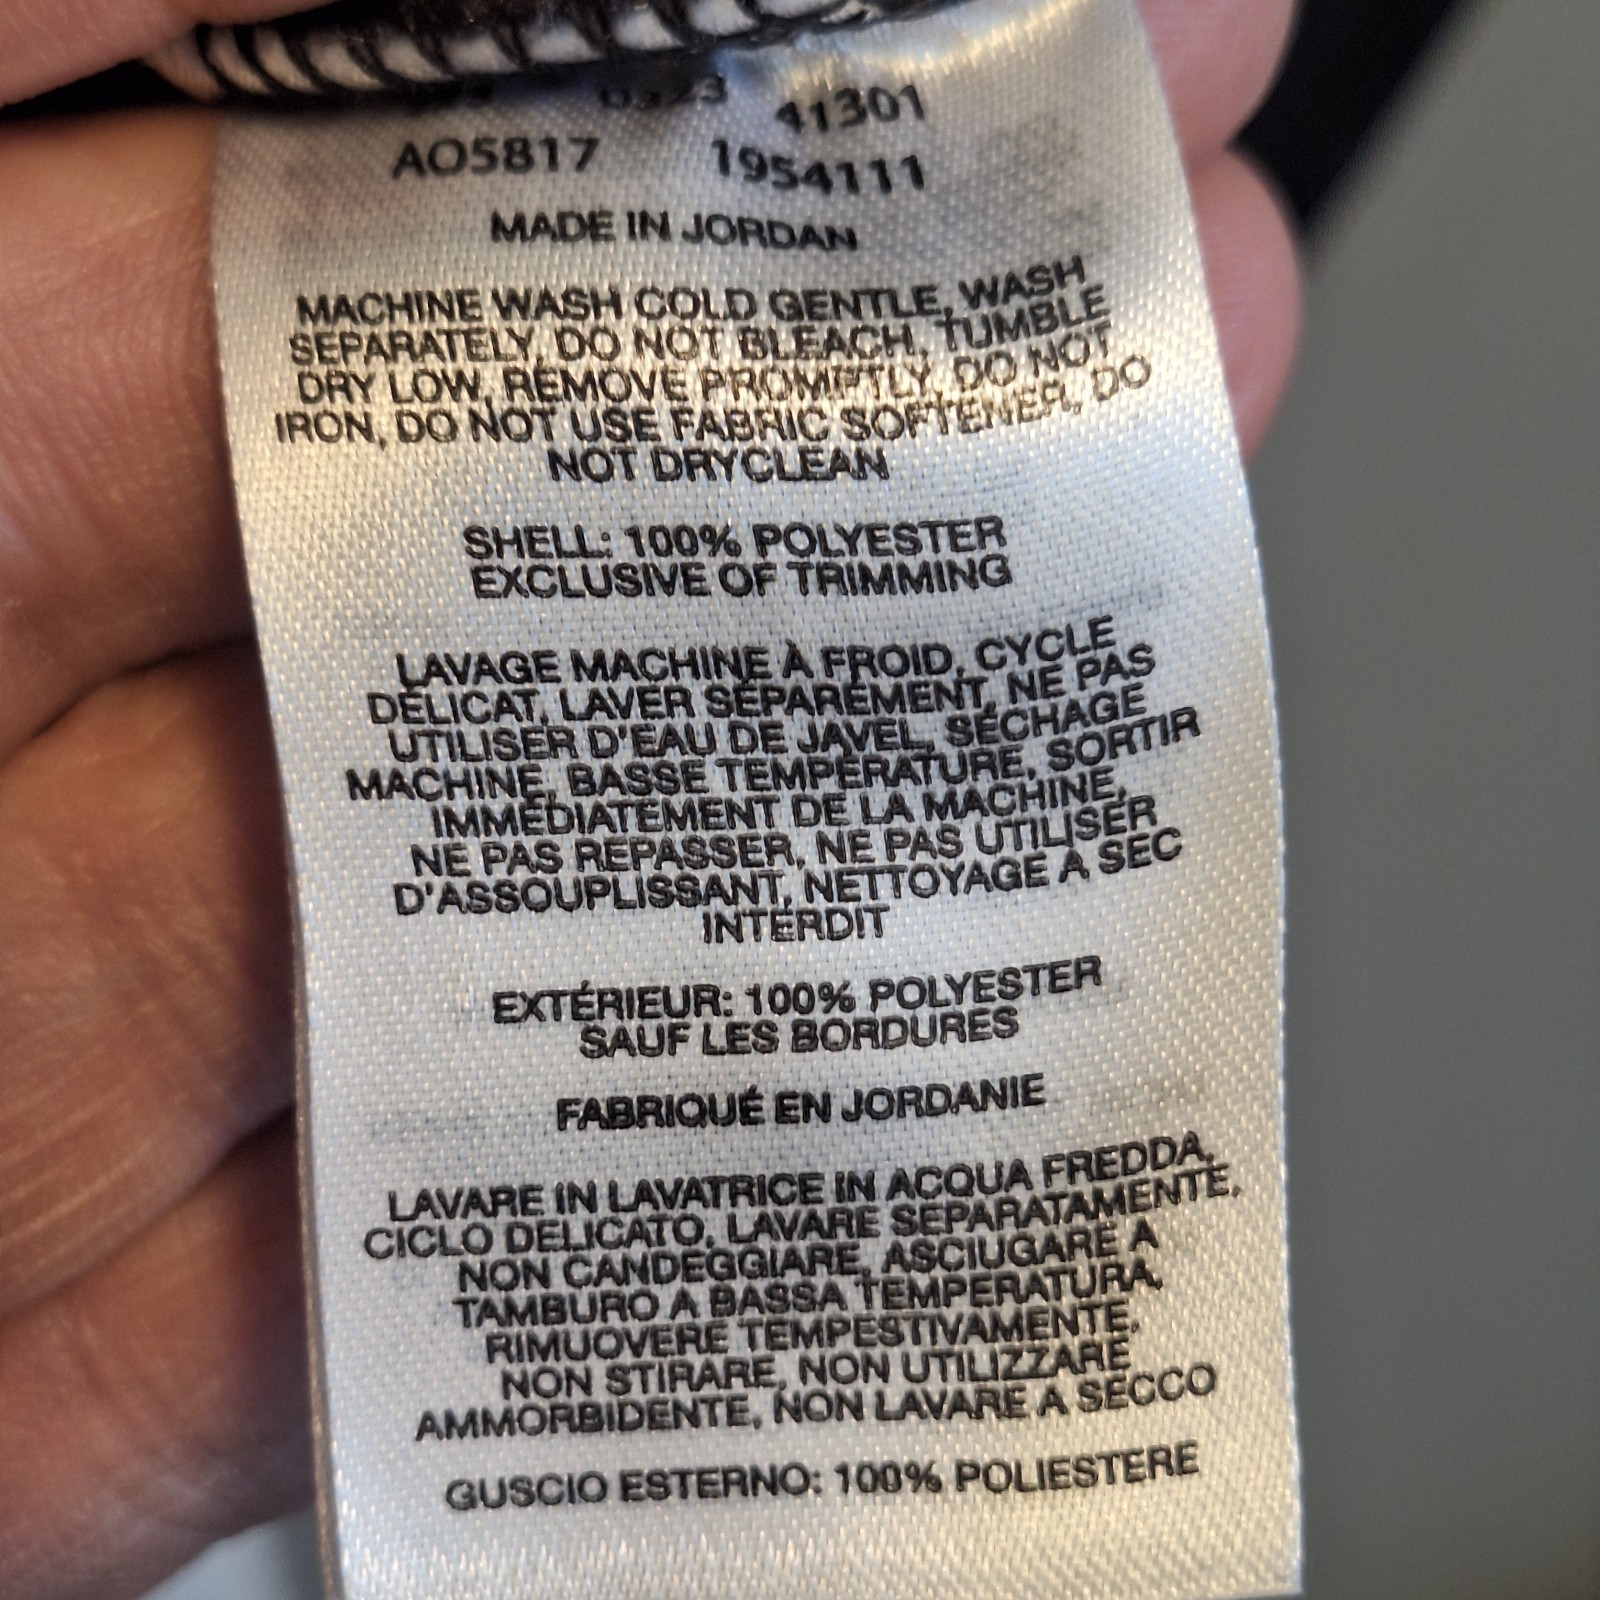 41301
AO5817 1954111
MADE IN JORDAN
MACHINE WASH COLD GENTLE, WASH
SEPARATELY, DO NOT BLEACH, TUMBLE
DRY LOW, REMOVE PROMPTLY, DO NOT
IRON, DO NOT USE FABRIC SOFTENER, DO
NOT DRYCLEAN
SHELL: 100% POLYESTER
EXCLUSIVE OF TRIMMING
LAVAGE MACHINE À FROID, CYCLE
DÉLICAT, LAVER SÉPARÉMENT, NE PAS
UTILISER D'EAU DE JAVEL, SÉCHAGE
MACHINE, BASSE TEMPÉRATURE, SORTIR
IMMÉDIATEMENT DE LA MACHINE,
NE PAS REPASSER, NE PAS UTILISER
D'ASSOUPLISSANT, NETTOYAGE À SEC
INTERDIT
EXTÉRIEUR: 100% POLYESTER
SAUF LES BORDURES
FABRIQUÉ EN JORDANIE
LAVARE IN LAVATRICE IN ACQUA FREDDA,
CICLO DELICATO, LAVARE SEPARATAMENTE,
NON CANDEGGIARE, ASCIUGARE A
TAMBURO A BASSA TEMPERATURA,
RIMUOVERE TEMPESTIVAMENTE,
NON STIRARE, NON UTILIZZARE
AMMORBIDENTE, NON LAVARE A SECCO
GUSCIO ESTERNO: 100% POLIESTERE